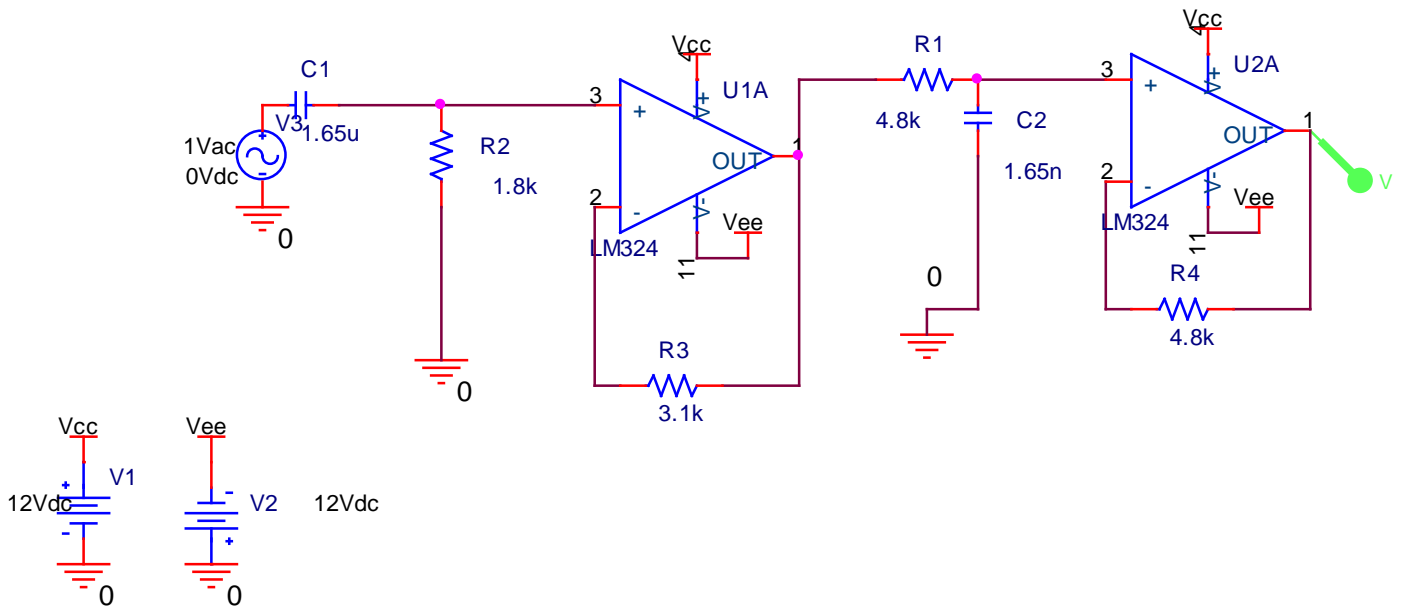 C1
V3
1.65u
1Vac
0Vdc
0
R2
1.8k
0
Vcc
4
3
+
V+
U1A
OUT
1
2
-
V-
LM324
11
Vee
R3
3.1k
R1
4.8k
C2
1.65n
0
Vcc
4
3
+
V+
U2A
OUT
1
2
-
V-
LM324
11
Vee
R4
4.8k
V
Vcc
+
V1
12Vdc
-
0
Vee
-
V2
12Vdc
+
0